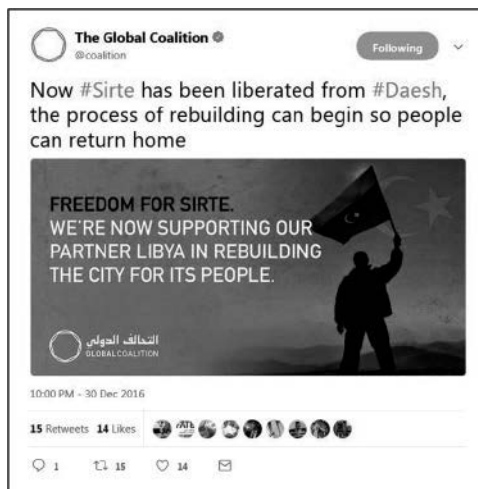 The Global Coalition
@coalition
Following
Now #Sirte has been liberated from #Daesh,
the process of rebuilding can begin so people
can return home
FREEDOM FOR SIRTE.
WE'RE NOW SUPPORTING OUR
PARTNER LIBYA IN REBUILDING
THE CITY FOR ITS PEOPLE.
التحالف الدولي
GLOBAL COALITION
10:00 PM - 30 Dec 2016
15 Retweets 14 Likes
1 15 14